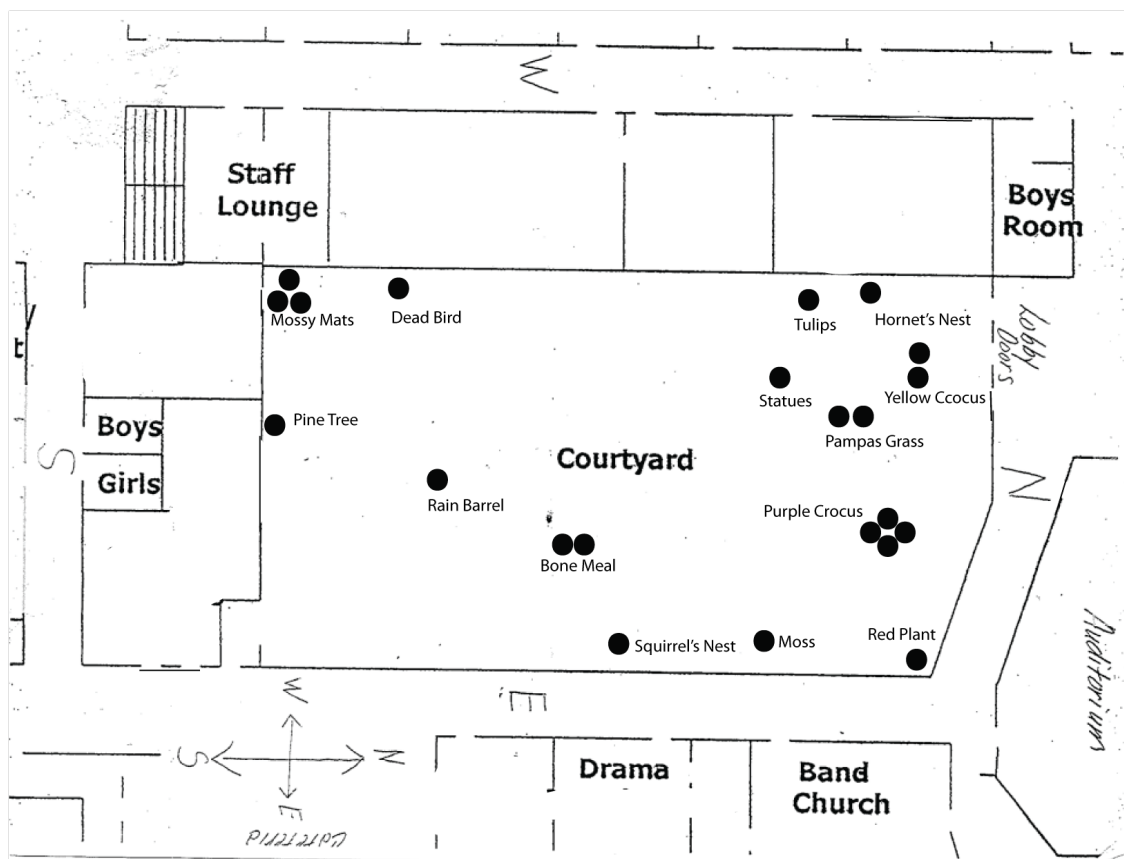 W
Staff
Lounge
Boys
Room
Mossy Mats
Dead Bird
Tulips
Hornet's Nest
Lobby
Doors
t
Statues
Yellow Ccocus
Boys
Pine Tree
Pampas Grass
S
Courtyard
N
Girls
Rain Barrel
Purple Crocus
Bone Meal
Squirrel's Nest
Moss
Red Plant
Auditorium
W
E
S
N
E
Drama
Band
Church